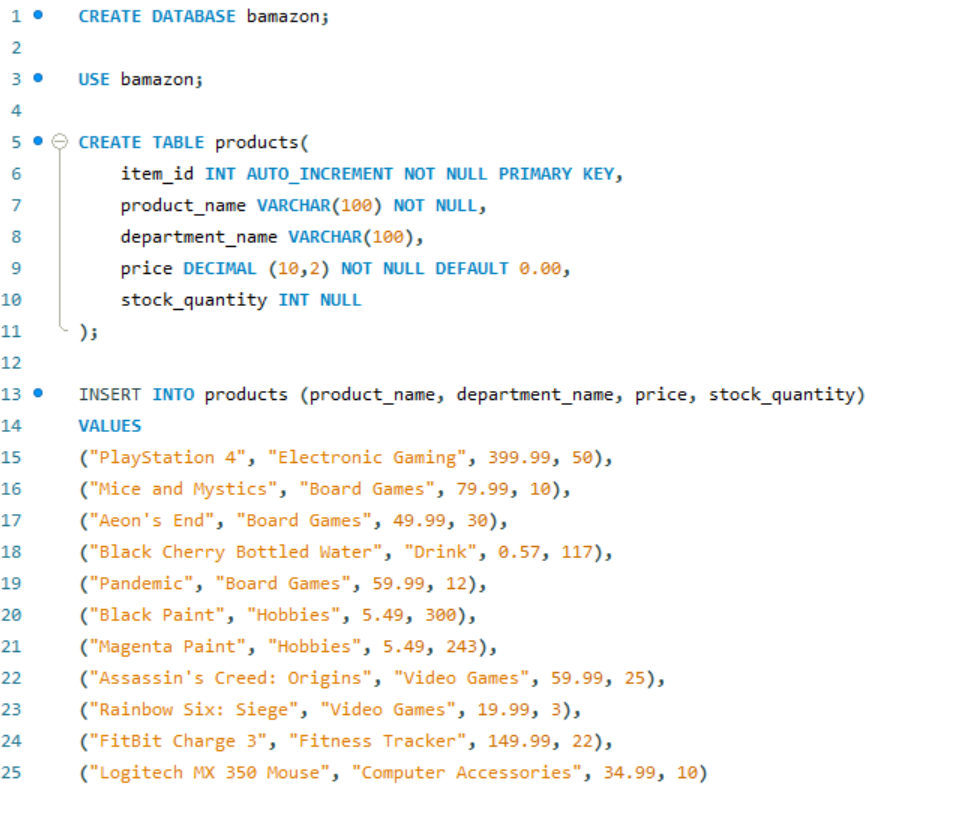 1 CREATE DATABASE bamazon;
2
3 USE bamazon;
4
5 CREATE TABLE products(
6 item_id INT AUTO_INCREMENT NOT NULL PRIMARY KEY,
7 product_name VARCHAR(100) NOT NULL,
8 department_name VARCHAR(100),
9 price DECIMAL (10,2) NOT NULL DEFAULT 0.00,
10 stock_quantity INT NULL
11 );
12
13 INSERT INTO products (product_name, department_name, price, stock_quantity)
14 VALUES
15 ("PlayStation 4", "Electronic Gaming", 399.99, 50),
16 ("Mice and Mystics", "Board Games", 79.99, 10),
17 ("Aeon's End", "Board Games", 49.99, 30),
18 ("Black Cherry Bottled Water", "Drink", 0.57, 117),
19 ("Pandemic", "Board Games", 59.99, 12),
20 ("Black Paint", "Hobbies", 5.49, 300),
21 ("Magenta Paint", "Hobbies", 5.49, 243),
22 ("Assassin's Creed: Origins", "Video Games", 59.99, 25),
23 ("Rainbow Six: Siege", "Video Games", 19.99, 3),
24 ("FitBit Charge 3", "Fitness Tracker", 149.99, 22),
25 ("Logitech MX 350 Mouse", "Computer Accessories", 34.99, 10)